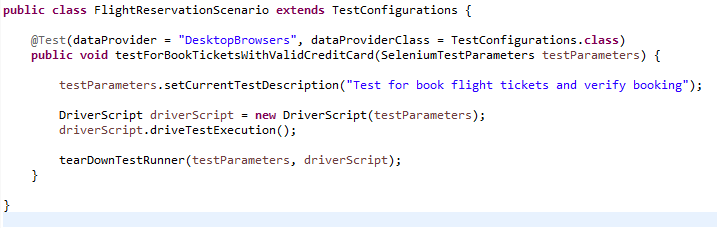 public class FlightReservationScenario extends TestConfigurations {
@Test(dataProvider = "DesktopBrowsers", dataProviderClass = TestConfigurations.class)
public void testForBookTicketsWithValidCreditCard(SeleniumTestParameters testParameters) {
testParameters.setCurrentTestDescription("Test for book flight tickets and verify booking");
DriverScript driverScript = new DriverScript(testParameters);
driverScript.driveTestExecution();
tearDownTestRunner(testParameters, driverScript);
}
}